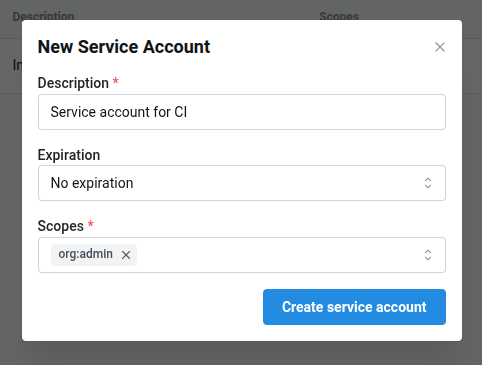 Description Scopes
In
New Service Account
Description *
Service account for CI
Expiration
No expiration
Scopes *
org:admin
Create service account